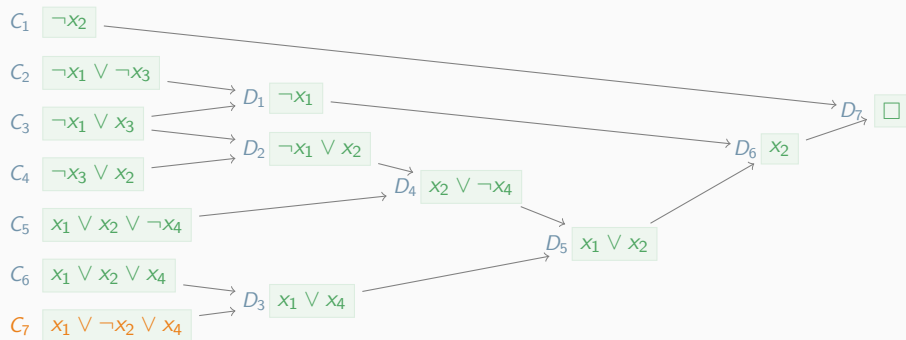 C₁ ¬x₂
C₂ ¬x₁ ∨ ¬x₃
D₁ ¬x₁
D₇ □
C₃ ¬x₁ ∨ x₃
D₂ ¬x₁ ∨ x₂
D₆ x₂
C₄ ¬x₃ ∨ x₂
D₄ x₂ ∨ ¬x₄
C₅ x₁ ∨ x₂ ∨ ¬x₄
D₅ x₁ ∨ x₂
C₆ x₁ ∨ x₂ ∨ x₄
D₃ x₁ ∨ x₄
C₇ x₁ ∨ ¬x₂ ∨ x₄